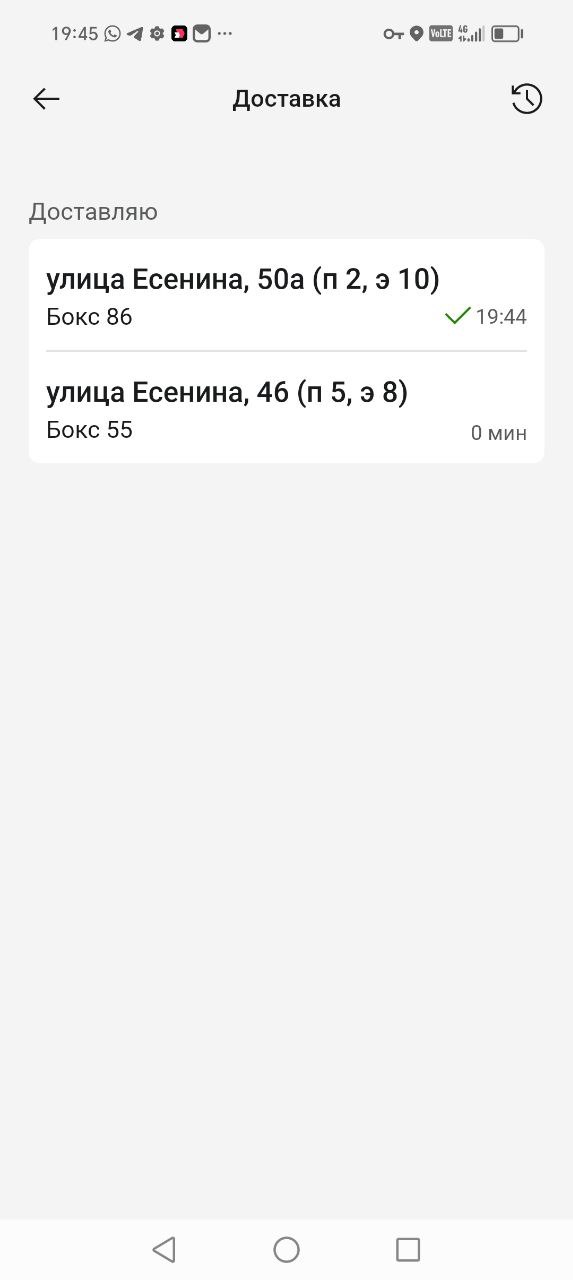 19:45
VoLTE 4G
Доставка
Доставляю
улица Есенина, 50а (п 2, э 10)
Бокс 86
19:44
улица Есенина, 46 (п 5, э 8)
Бокс 55
0 мин